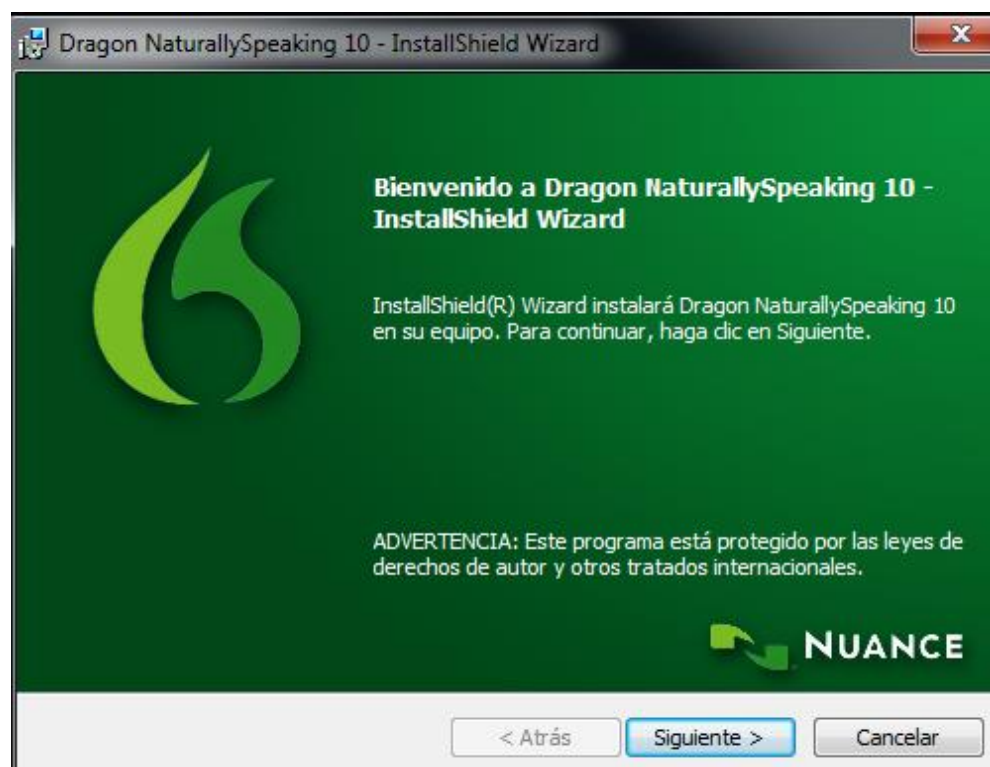 Dragon NaturallySpeaking 10 - InstallShield Wizard
Bienvenido a Dragon NaturallySpeaking 10 -
InstallShield Wizard
InstallShield(R) Wizard instalará Dragon NaturallySpeaking 10
en su equipo. Para continuar, haga clic en Siguiente.
ADVERTENCIA: Este programa está protegido por las leyes de
derechos de autor y otros tratados internacionales.
NUANCE
< Atrás Siguiente > Cancelar